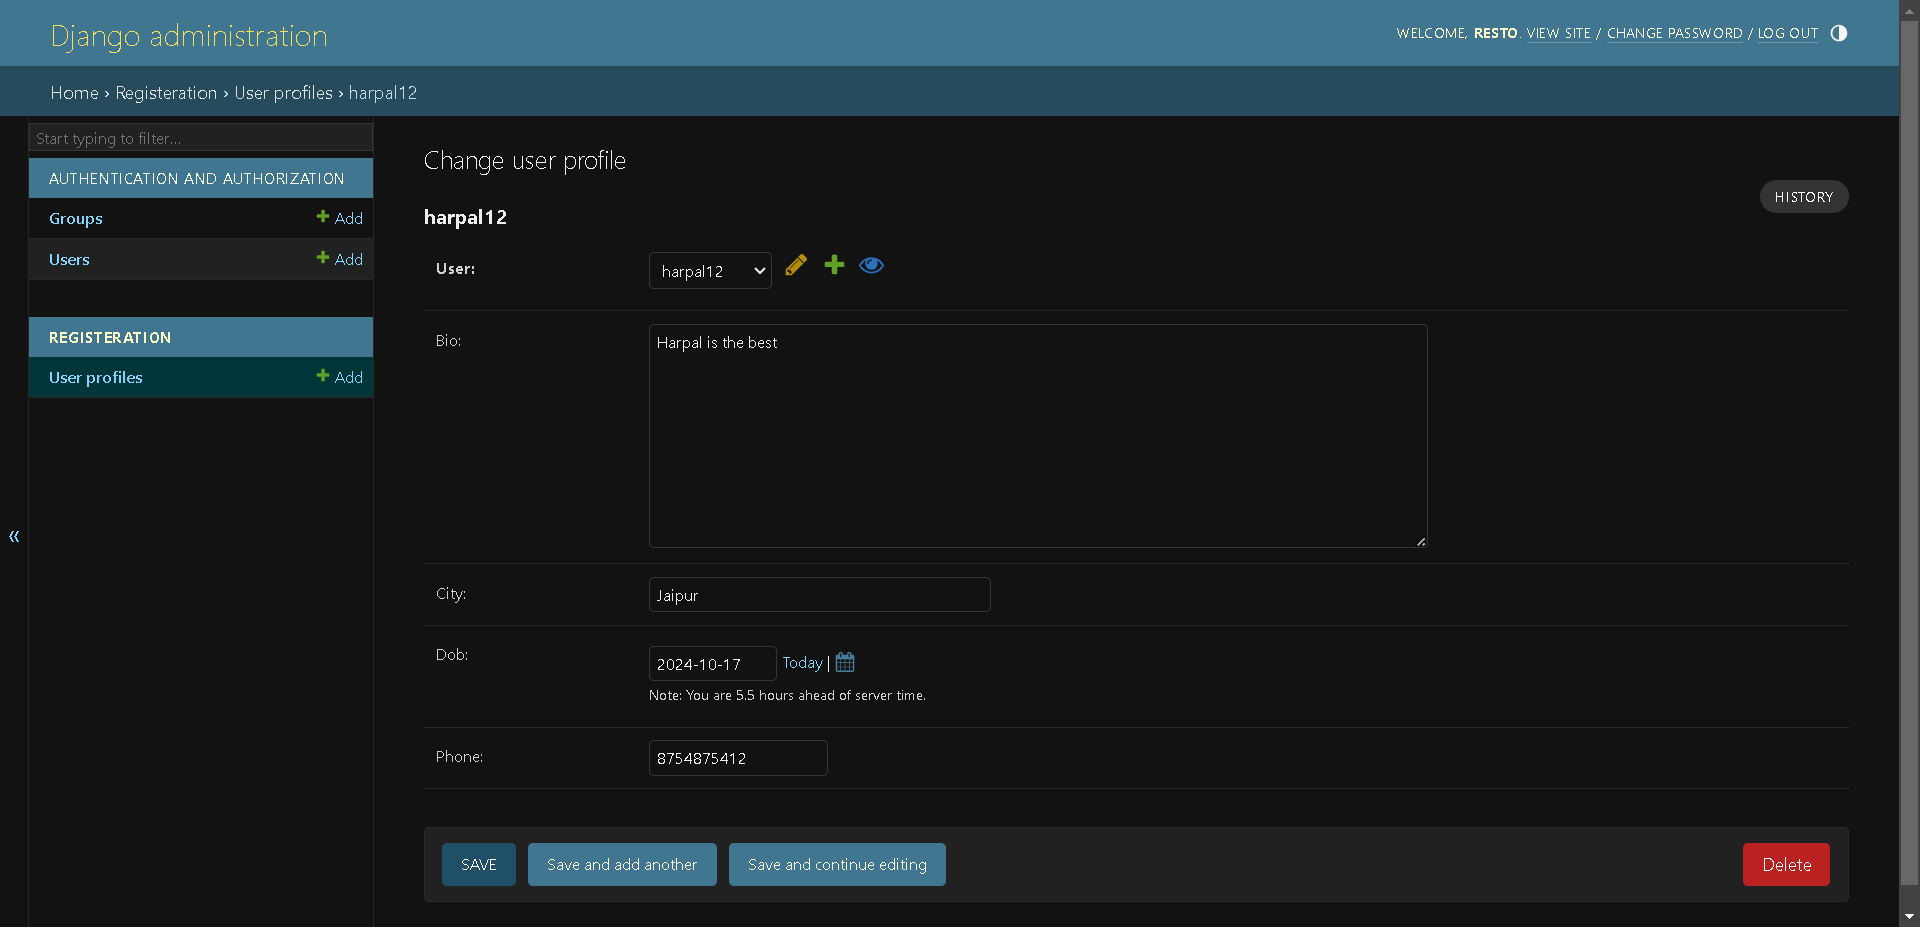 Django administration
WELCOME, RESTO. VIEW SITE / CHANGE PASSWORD / LOG OUT
Home › Registeration › User profiles › harpal12
Start typing to filter...
AUTHENTICATION AND AUTHORIZATION
Groups + Add
Users + Add
REGISTERATION
User profiles + Add
«
Change user profile
HISTORY
harpal12
User: harpal12
Bio: Harpal is the best
City: Jaipur
Dob: 2024-10-17 Today |
Note: You are 5.5 hours ahead of server time.
Phone: 8754875412
SAVE Save and add another Save and continue editing Delete